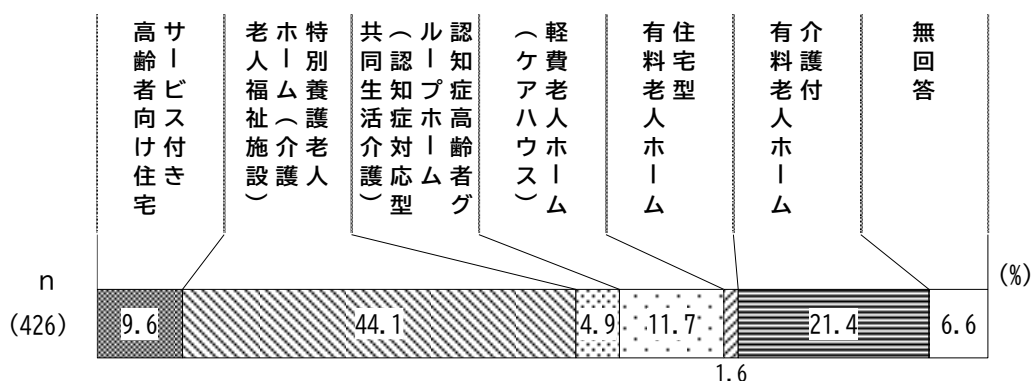 サービス付き
高齢者向け住宅
特別養護老人
ホーム（介護
老人福祉施設）
認知症高齢者グ
ループホーム
（認知症対応型
共同生活介護）
軽費老人ホーム
（ケアハウス）
住宅型
有料老人ホーム
介護付
有料老人ホーム
無回答
n
(%)
(426)
9.6
44.1
4.9
11.7
21.4
6.6
1.6